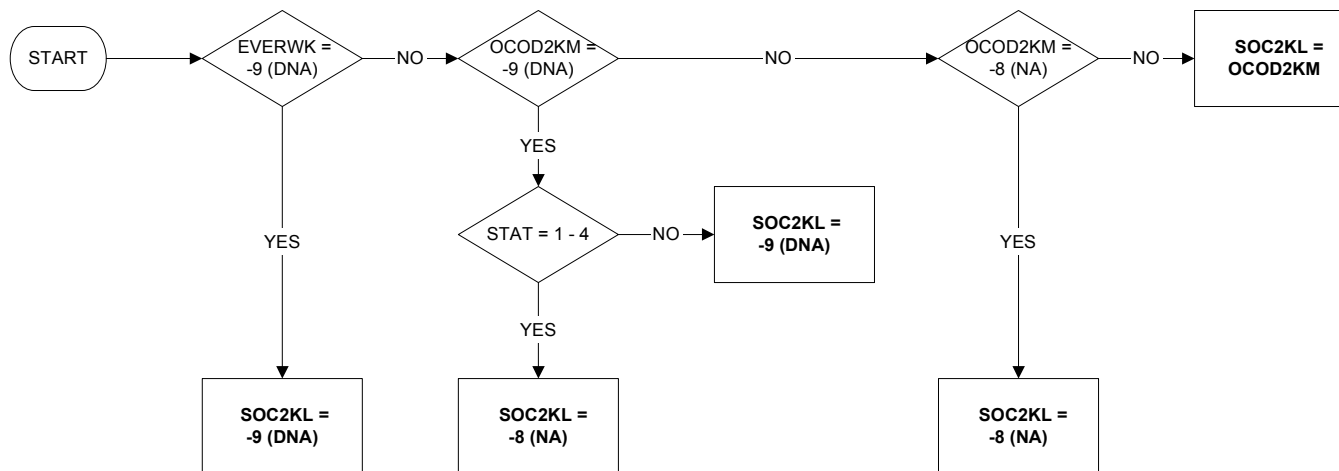 START
EVERWK =
-9 (DNA)
NO
OCOD2KM =
-9 (DNA)
NO
OCOD2KM =
-8 (NA)
NO
SOC2KL =
OCOD2KM
YES
STAT = 1 - 4
NO
SOC2KL =
-9 (DNA)
YES
YES
YES
SOC2KL =
-9 (DNA)
SOC2KL =
-8 (NA)
SOC2KL =
-8 (NA)